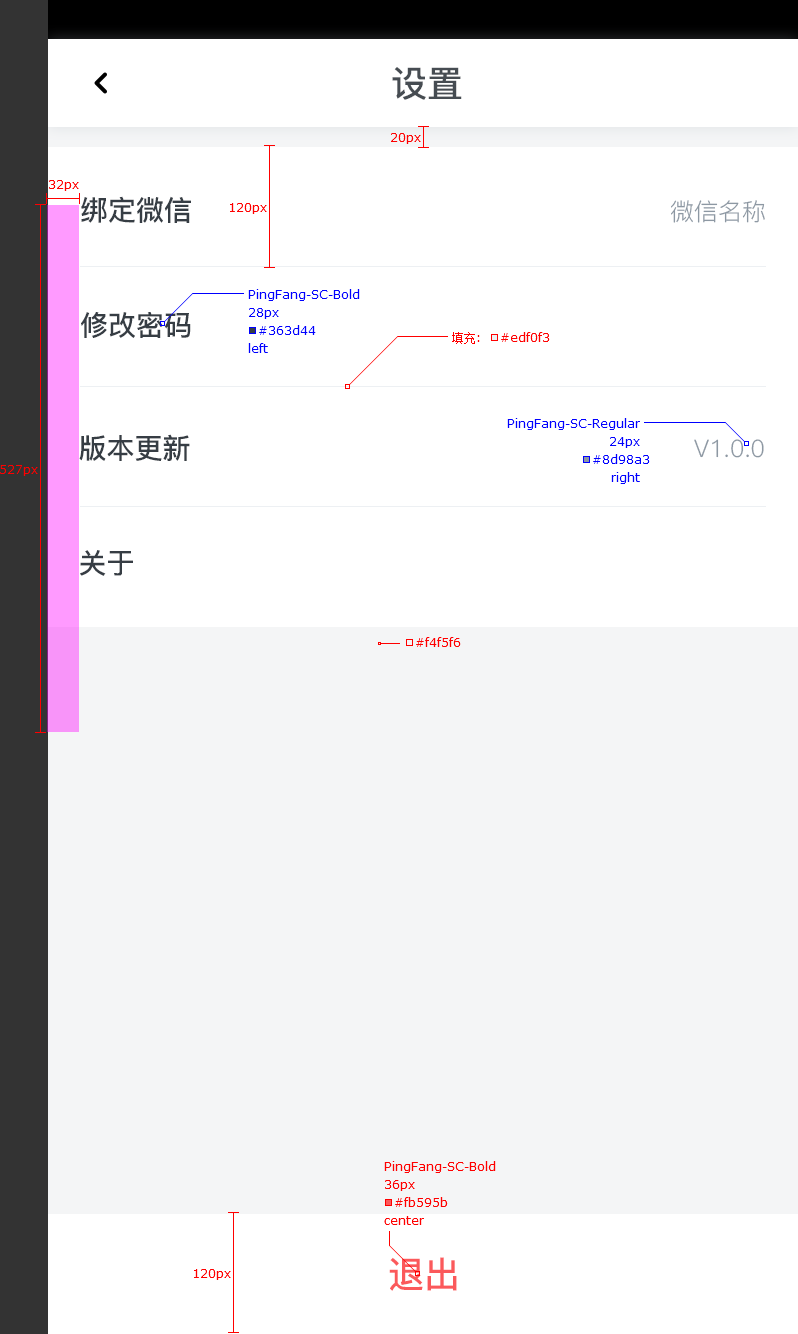 设置
20px
32px
绑定微信
120px
微信名称
PingFang-SC-Bold
28px
#363d44
left
修改密码
填充: #edf0f3
PingFang-SC-Regular
24px
#8d98a3
right
版本更新
V1.0.0
527px
关于
#f4f5f6
PingFang-SC-Bold
36px
#fb595b
center
120px
退出